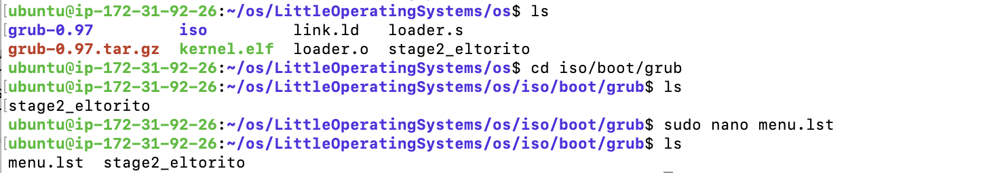 [ubuntu@ip-172-31-92-26:~/os/LittleOperatingSystems/os$ ls
[grub-0.97         iso         link.ld   loader.s
grub-0.97.tar.gz  kernel.elf  loader.o  stage2_eltorito
ubuntu@ip-172-31-92-26:~/os/LittleOperatingSystems/os$ cd iso/boot/grub
[ubuntu@ip-172-31-92-26:~/os/LittleOperatingSystems/os/iso/boot/grub$ ls
[stage2_eltorito
ubuntu@ip-172-31-92-26:~/os/LittleOperatingSystems/os/iso/boot/grub$ sudo nano menu.lst
[ubuntu@ip-172-31-92-26:~/os/LittleOperatingSystems/os/iso/boot/grub$ ls
menu.lst  stage2_eltorito